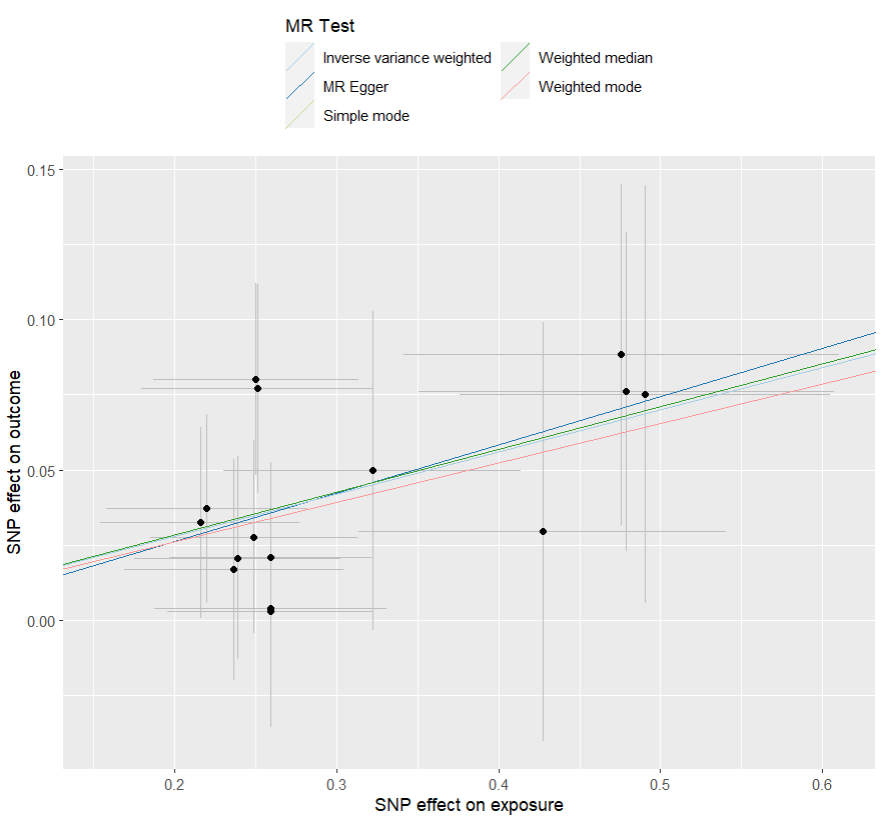 MR Test
Inverse variance weighted
Weighted median
MR Egger
Weighted mode
Simple mode
0.15
0.10
0.05
0.00
SNP effect on outcome
0.2
0.3
0.4
0.5
0.6
SNP effect on exposure